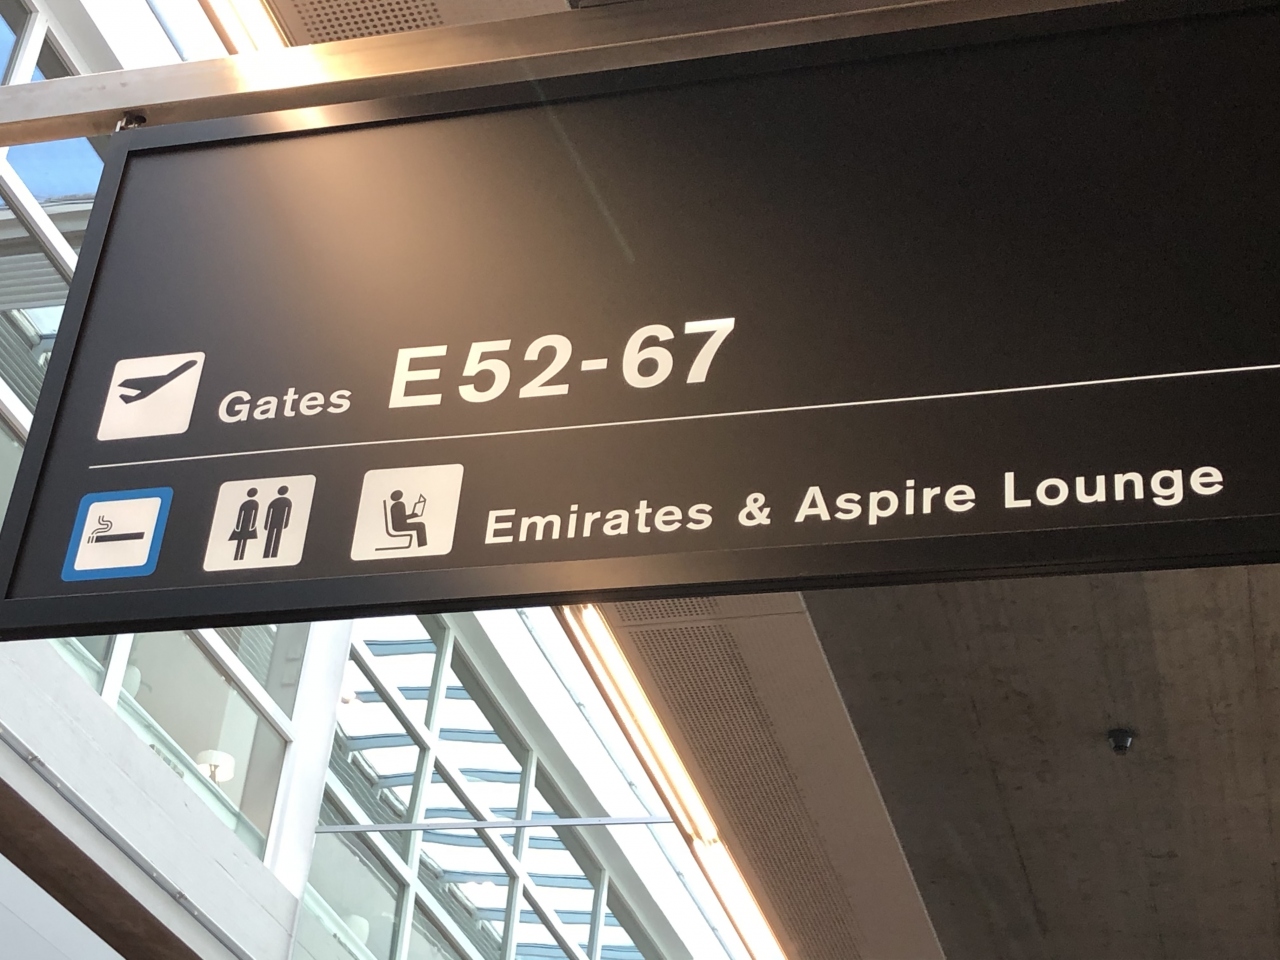 Gates E52-67
Emirates & Aspire Lounge